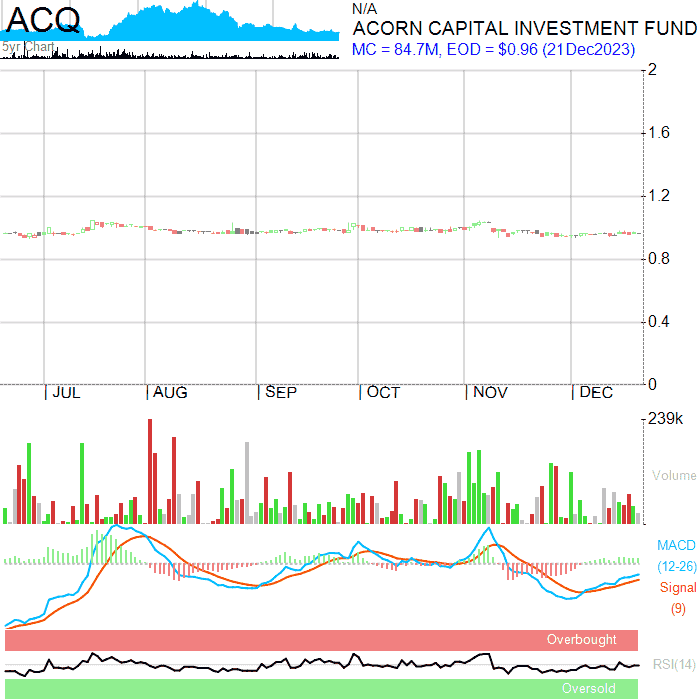 ACQ
5yr Chart
N/A
ACORN CAPITAL INVESTMENT FUND
MC = 84.7M, EOD = $0.96 (21Dec2023)
2
1.6
1.2
0.8
0.4
0
JUL AUG SEP OCT NOV DEC
239k
Volume
MACD
(12-26)
Signal
(9)
Overbought
RSI(14)
Oversold